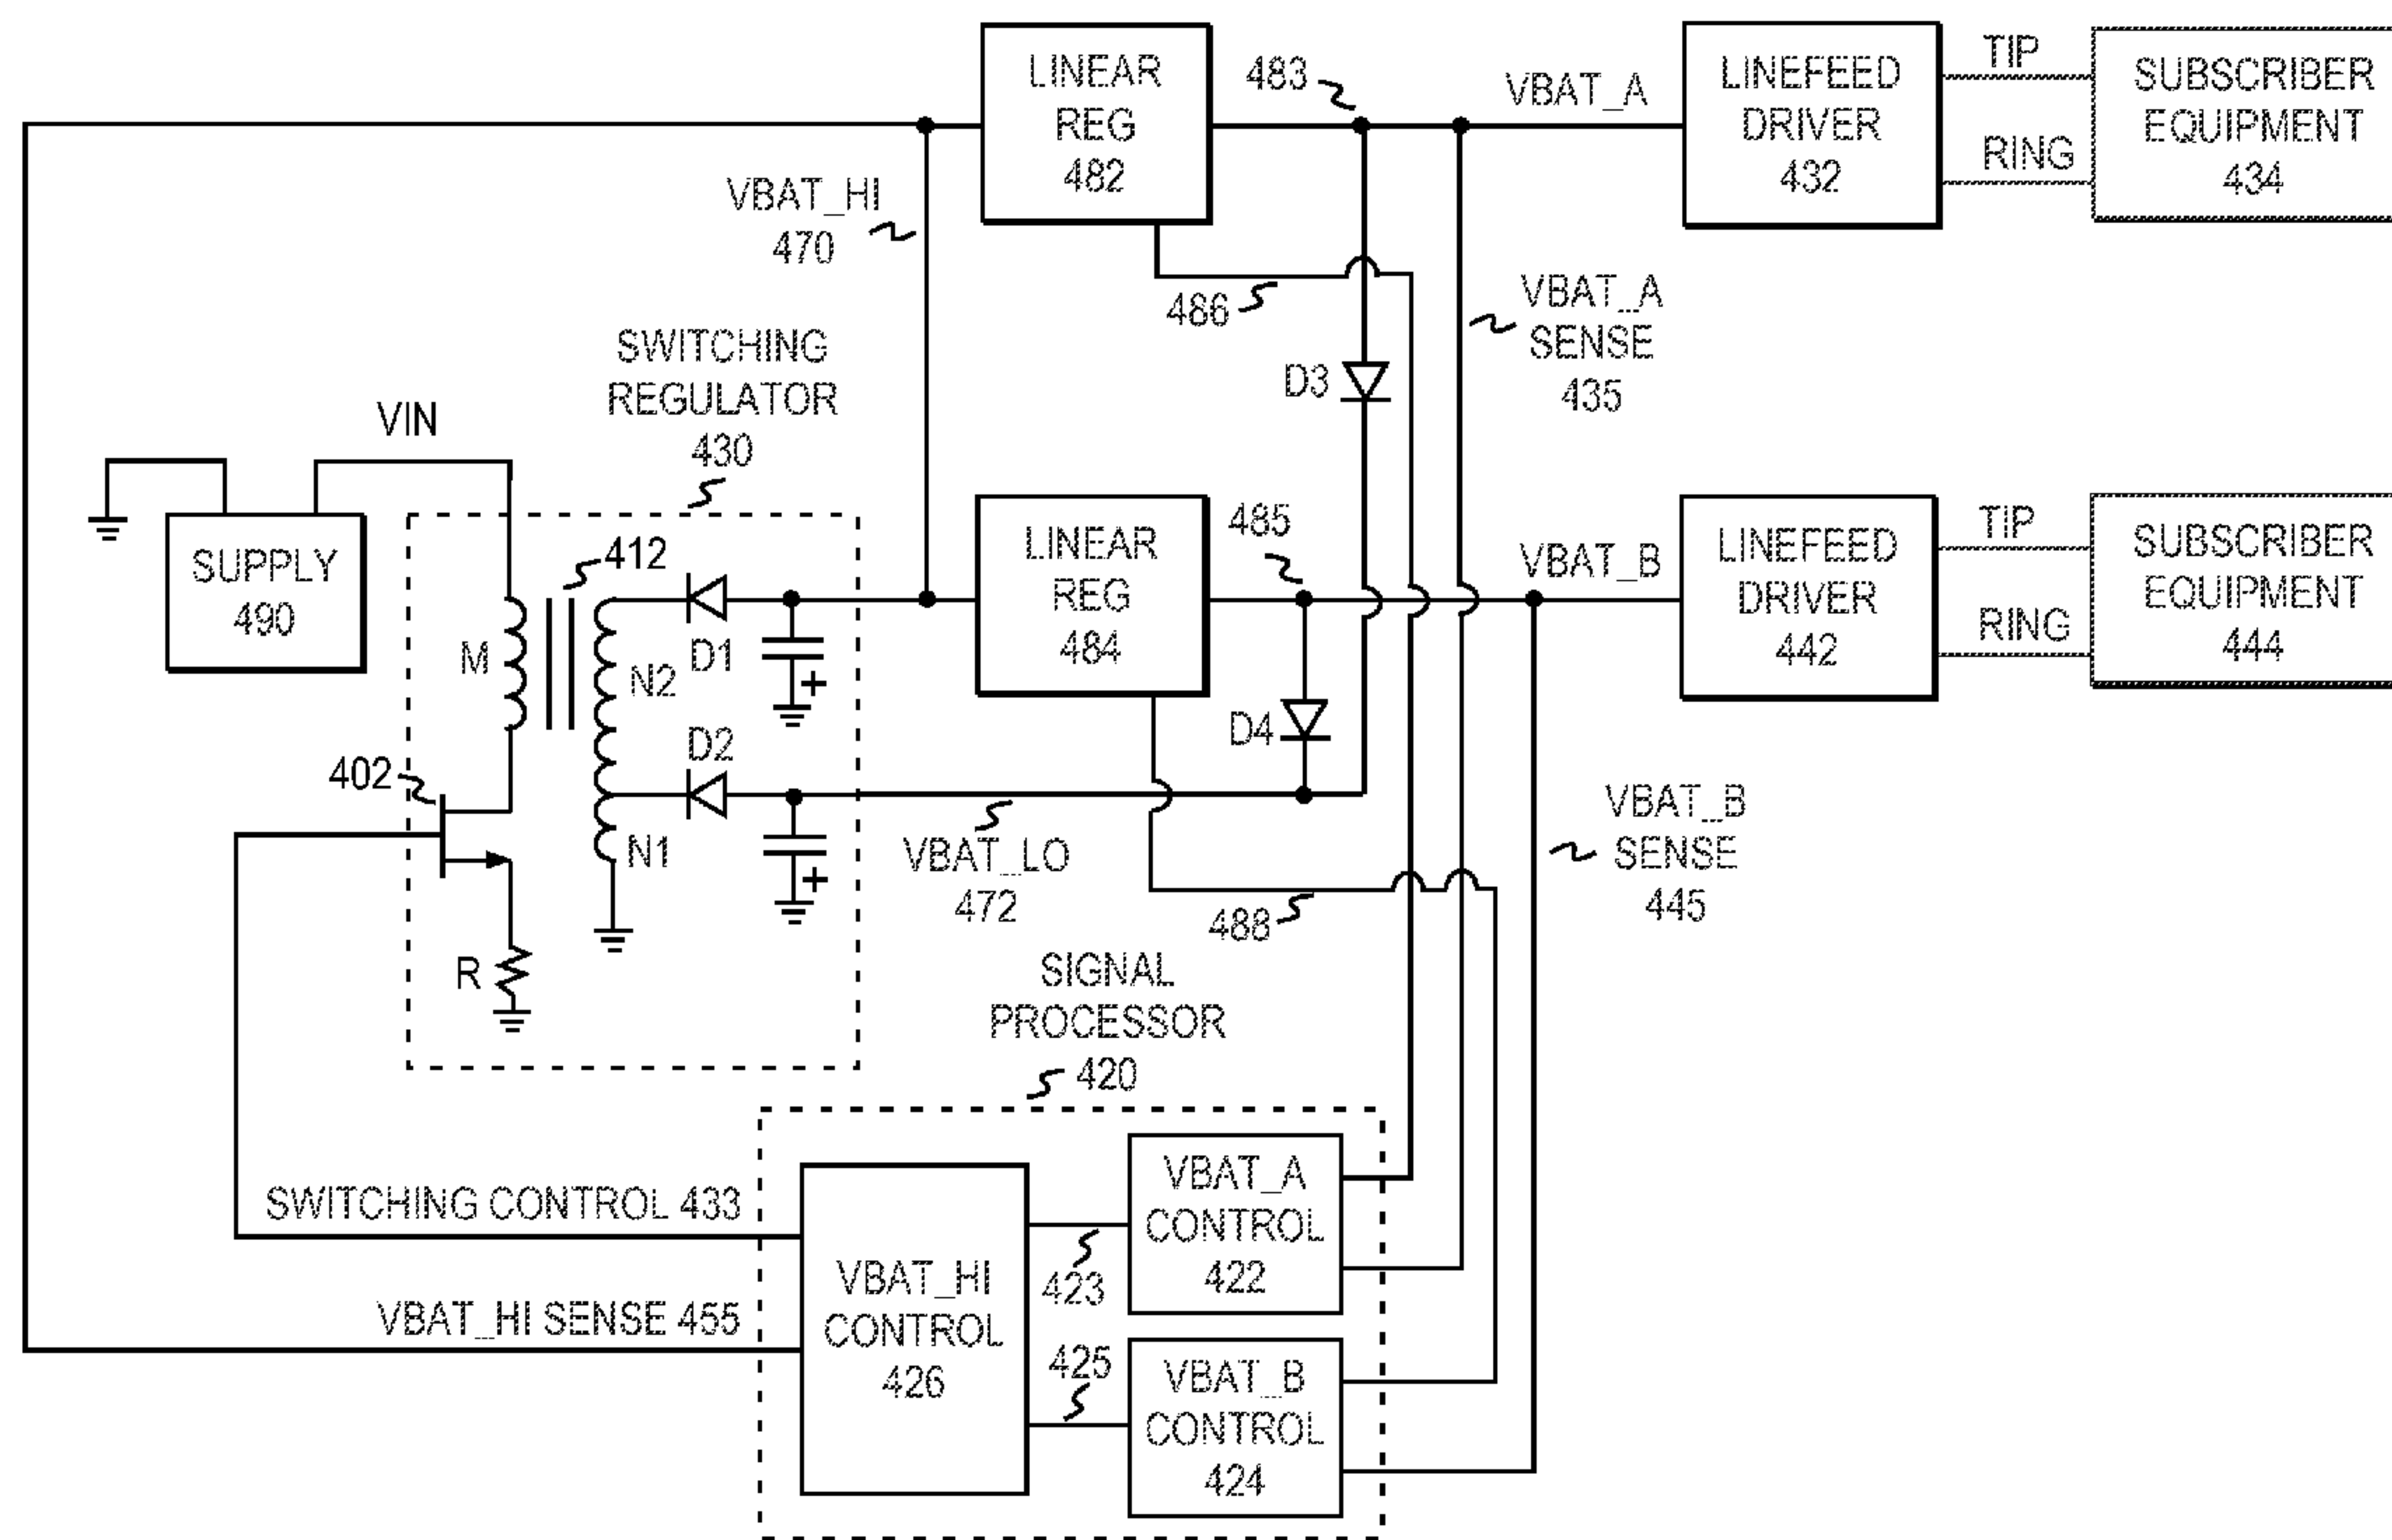 LINEAR
REG
482
483
VBAT_A
LINEFEED
DRIVER
432
TIP
RING
SUBSCRIBER
EQUIPMENT
434
VBAT_HI
470
486
VBAT_A
SENSE
435
D3
SWITCHING
REGULATOR
430
VIN
SUPPLY
490
412
M
N2
D1
+
D2
N1
+
402
R
LINEAR
REG
484
485
D4
VBAT_B
LINEFEED
DRIVER
442
TIP
RING
SUBSCRIBER
EQUIPMENT
444
VBAT_LO
472
488
VBAT_B
SENSE
445
SIGNAL
PROCESSOR
420
SWITCHING CONTROL 433
VBAT_HI SENSE 455
VBAT_HI
CONTROL
426
423
425
VBAT_A
CONTROL
422
VBAT_B
CONTROL
424